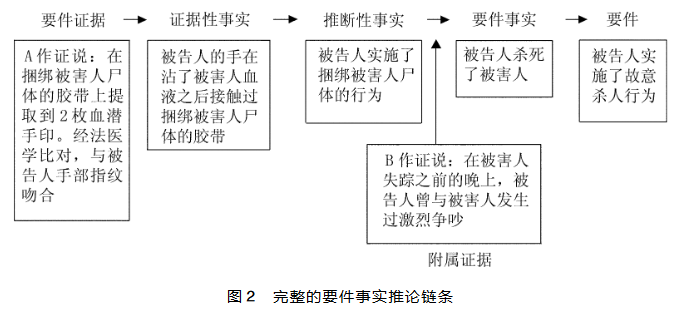 要件证据 证据性事实 推断性事实 要件事实 要件
A作证说：在
捆绑被害人尸
体的胶带上提
取到2枚血潜
手印。经法医
学比对，与被
告人手部指纹
吻合
被告人的手在
沾了被害人血
液之后接触过
捆绑被害人尸
体的胶带
被告人实施了
捆绑被害人尸
体的行为
被告人杀死
了被害人
被告人实
施了故意
杀人行为
B作证说：在被害人
失踪之前的晚上，被
告人曾与被害人发生
过激烈争吵
附属证据
图2 完整的要件事实推论链条